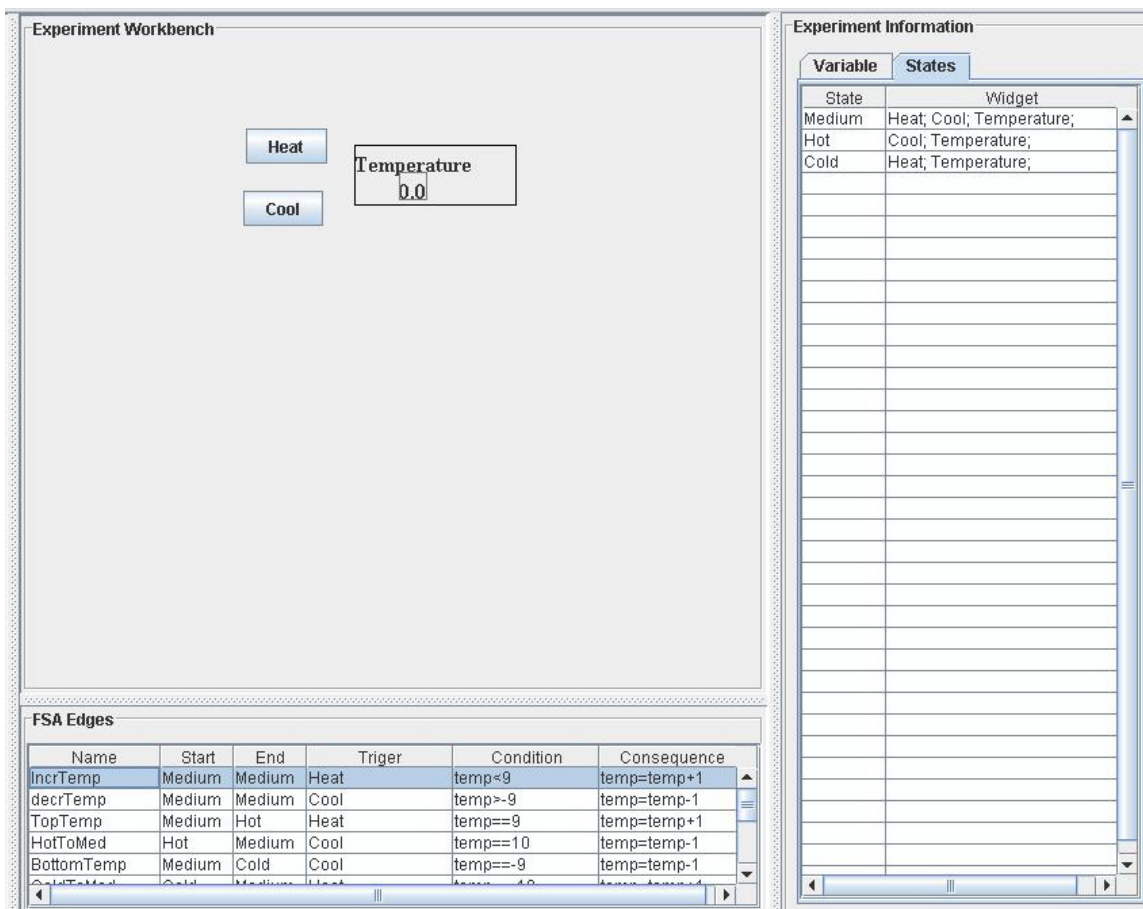 Experiment Workbench
Heat
Temperature
0.0
Cool
Experiment Information
Variable States
State Widget
Medium Heat; Cool; Temperature;
Hot Cool; Temperature;
Cold Heat; Temperature;
FSA Edges
Name Start End Triger Condition Consequence
IncrTemp Medium Medium Heat temp<9 temp=temp+1
decrTemp Medium Medium Cool temp>-9 temp=temp-1
TopTemp Medium Hot Heat temp==9 temp=temp+1
HotToMed Hot Medium Cool temp==10 temp=temp-1
BottomTemp Medium Cold Cool temp==-9 temp=temp-1